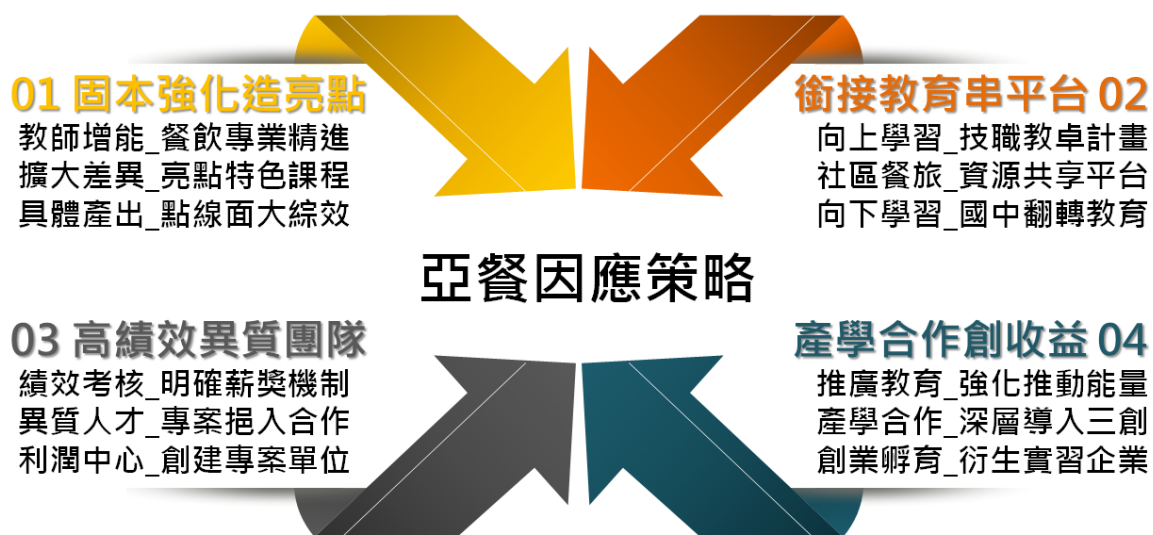 01 固本強化造亮點
教師增能_餐飲專業精進
擴大差異_亮點特色課程
具體產出_點線面大綜效
銜接教育串平台 02
向上學習_技職教卓計畫
社區餐旅_資源共享平台
向下學習_國中翻轉教育
亞餐因應策略
03 高績效異質團隊
績效考核_明確薪獎機制
異質人才_專案挹入合作
利潤中心_創建專案單位
產學合作創收益 04
推廣教育_強化推動能量
產學合作_深層導入三創
創業孵育_衍生實習企業